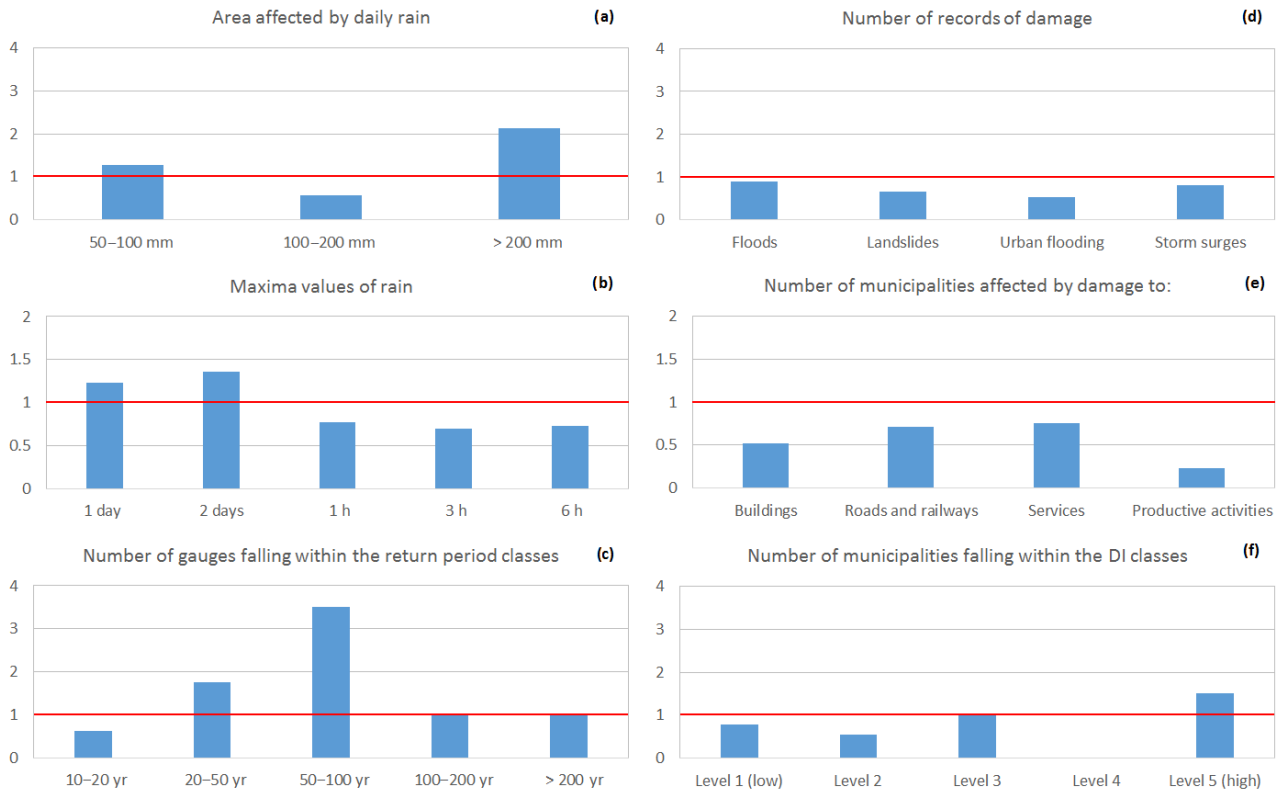 Area affected by daily rain (a)
4
3
2
1
0
50–100 mm 100–200 mm > 200 mm
Maxima values of rain (b)
2
1.5
1
0.5
0
1 day 2 days 1 h 3 h 6 h
Number of gauges falling within the return period classes (c)
4
3
2
1
0
10–20 yr 20–50 yr 50–100 yr 100–200 yr > 200 yr
Number of records of damage (d)
4
3
2
1
0
Floods Landslides Urban flooding Storm surges
Number of municipalities affected by damage to: (e)
2
1.5
1
0.5
0
Buildings Roads and railways Services Productive activities
Number of municipalities falling within the DI classes (f)
4
3
2
1
0
Level 1 (low) Level 2 Level 3 Level 4 Level 5 (high)